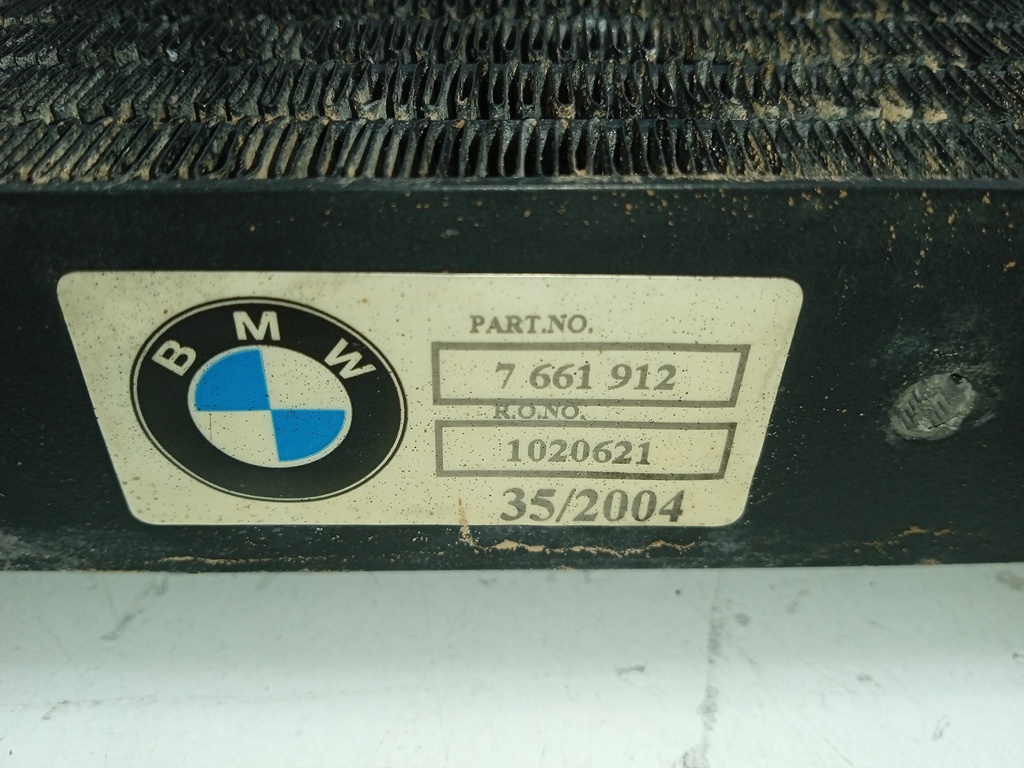 BMW
PART.NO.
7 661 912
R.O.NO.
1020621
35/2004